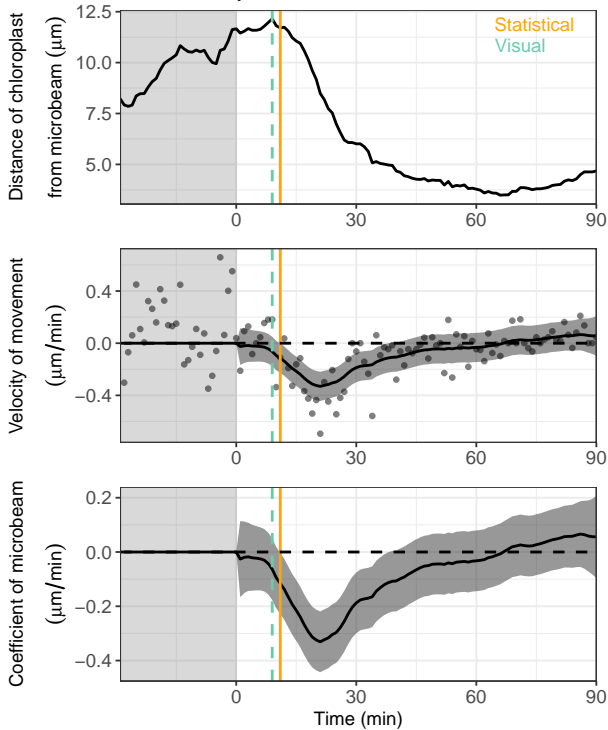 Distance of chloroplast
from microbeam (μm)
12.5
10.0
7.5
5.0
Statistical
Visual
0
30
60
90
Velocity of movement
(μm/min)
0.4
0.0
−0.4
0
30
60
90
Coefficient of microbeam
(μm/min)
0.2
0.0
−0.2
−0.4
0
30
60
90
Time (min)